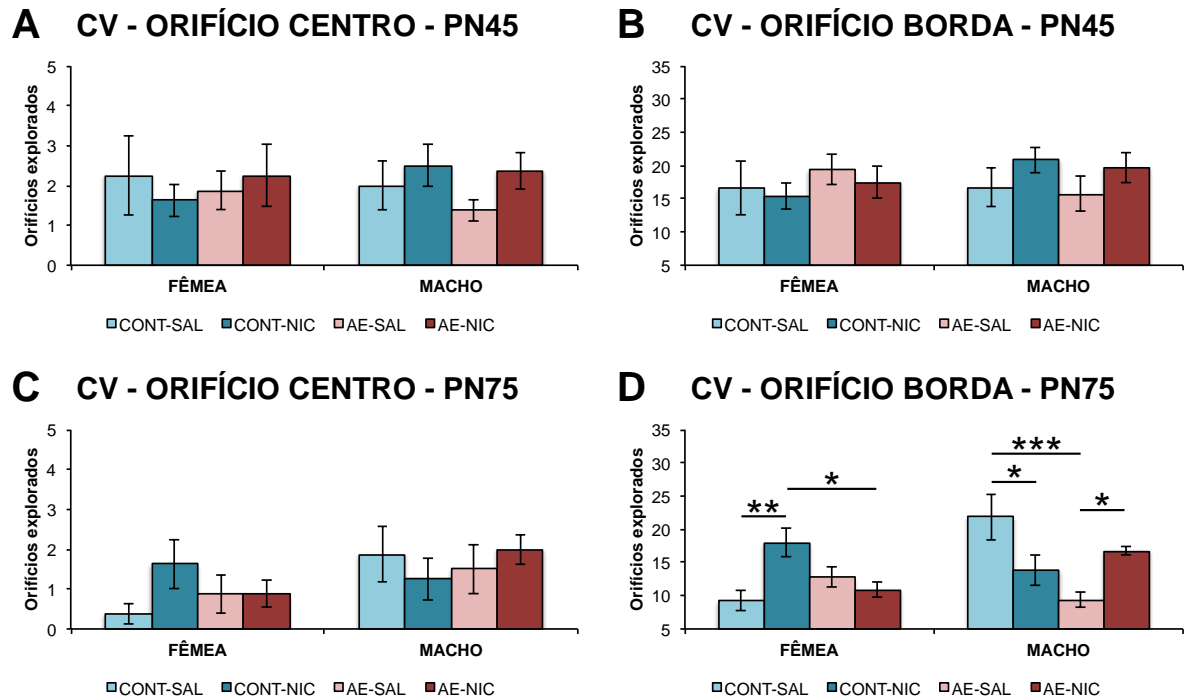 A CV - ORIFÍCIO CENTRO - PN45
Orifícios explorados
5
4
3
2
1
0
FÊMEA MACHO
CONT-SAL CONT-NIC AE-SAL AE-NIC
B CV - ORIFÍCIO BORDA - PN45
Orifícios explorados
35
30
25
20
15
10
5
FÊMEA MACHO
CONT-SAL CONT-NIC AE-SAL AE-NIC
C CV - ORIFÍCIO CENTRO - PN75
Orifícios explorados
5
4
3
2
1
0
FÊMEA MACHO
CONT-SAL CONT-NIC AE-SAL AE-NIC
D CV - ORIFÍCIO BORDA - PN75
Orifícios explorados
35
30
25
20
15
10
5
***
* *
** *
FÊMEA MACHO
CONT-SAL CONT-NIC AE-SAL AE-NIC